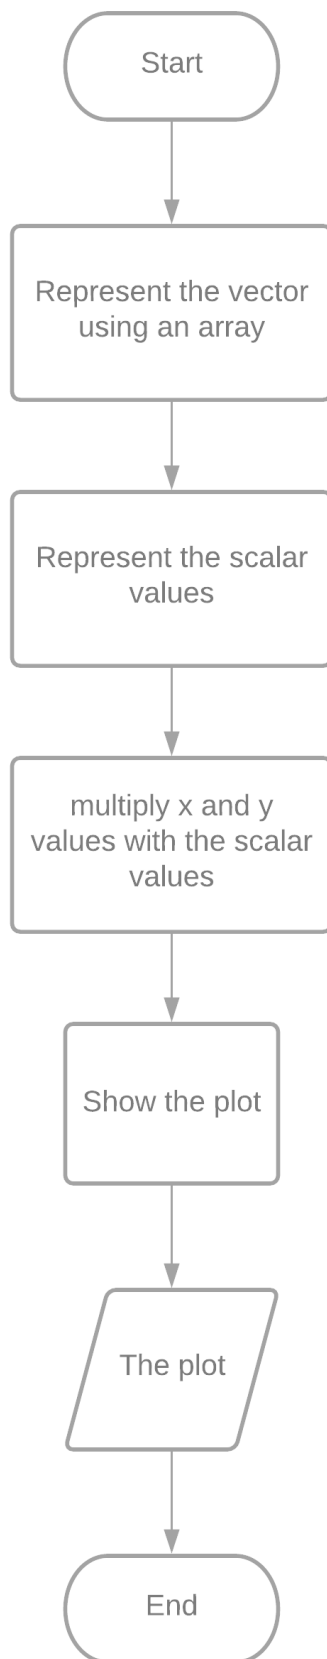 Start
Represent the vector
using an array
Represent the scalar
values
multiply x and y
values with the scalar
values
Show the plot
The plot
End